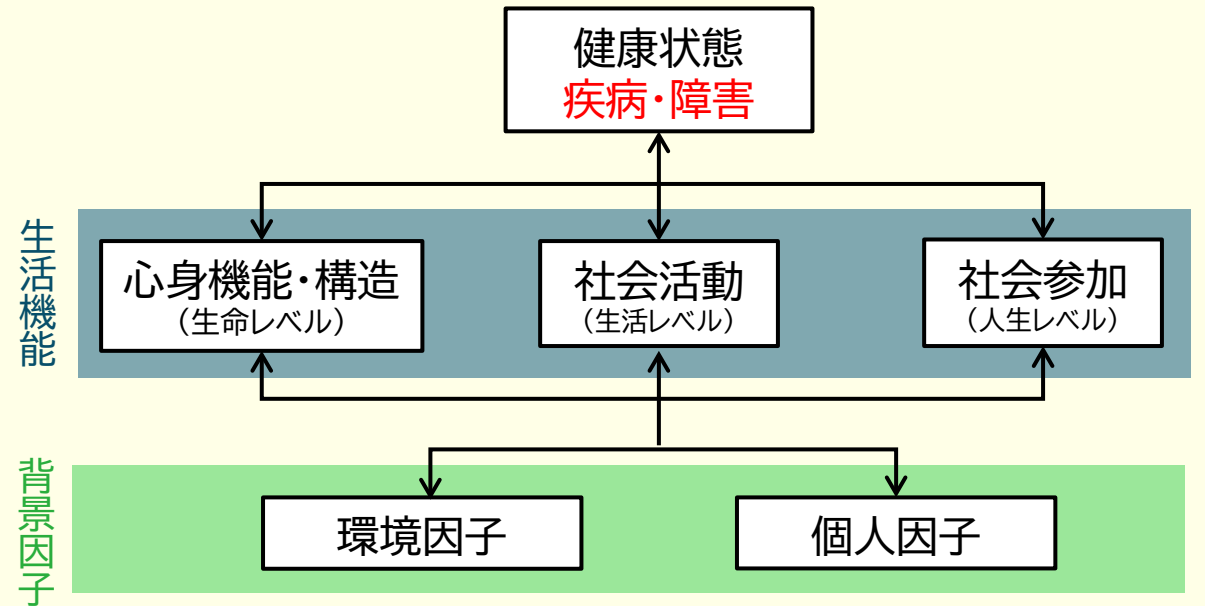 健康状態
疾病・障害
生活機能
心身機能・構造
（生命レベル）
社会活動
（生活レベル）
社会参加
（人生レベル）
背景因子
環境因子
個人因子